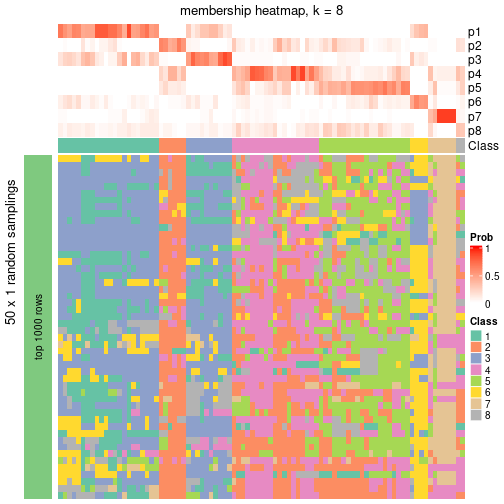 membership heatmap, k = 8
p1
p2
p3
p4
p5
p6
p7
p8
Class
50 x 1 random samplings
top 1000 rows
Prob
1
0.5
0
Class
1
2
3
4
5
6
7
8